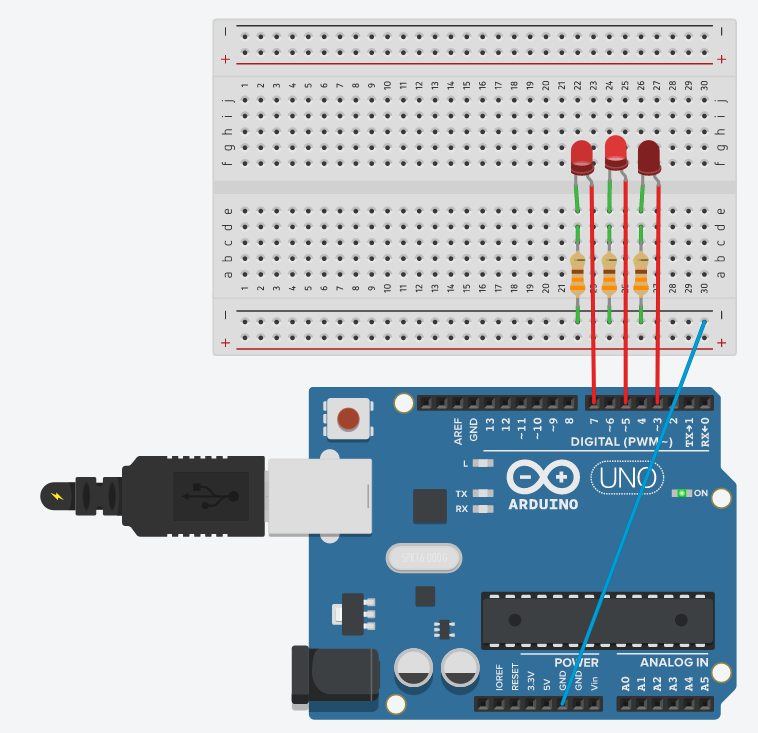 − −
+ +
1 2 3 4 5 6 7 8 9 10 11 12 13 14 15 16 17 18 19 20 21 22 23 24 25 26 27 28 29 30
j j
i i
h h
g g
f f
e e
d d
c c
b b
a a
1 2 3 4 5 6 7 8 9 10 11 12 13 14 15 16 17 18 19 20 21 22 25 27 28 29 30
− −
+ +
AREF GND 13 12 ~11 ~10 ~9 8 7 ~6 ~5 4 ~3 2 TX→1 RX←0
DIGITAL (PWM~)
L
TX
RX
UNO
ON
ARDUINO
POWER ANALOG IN
IOREF RESET 3.3V 5V GND GND Vin A0 A1 A2 A3 A4 A5